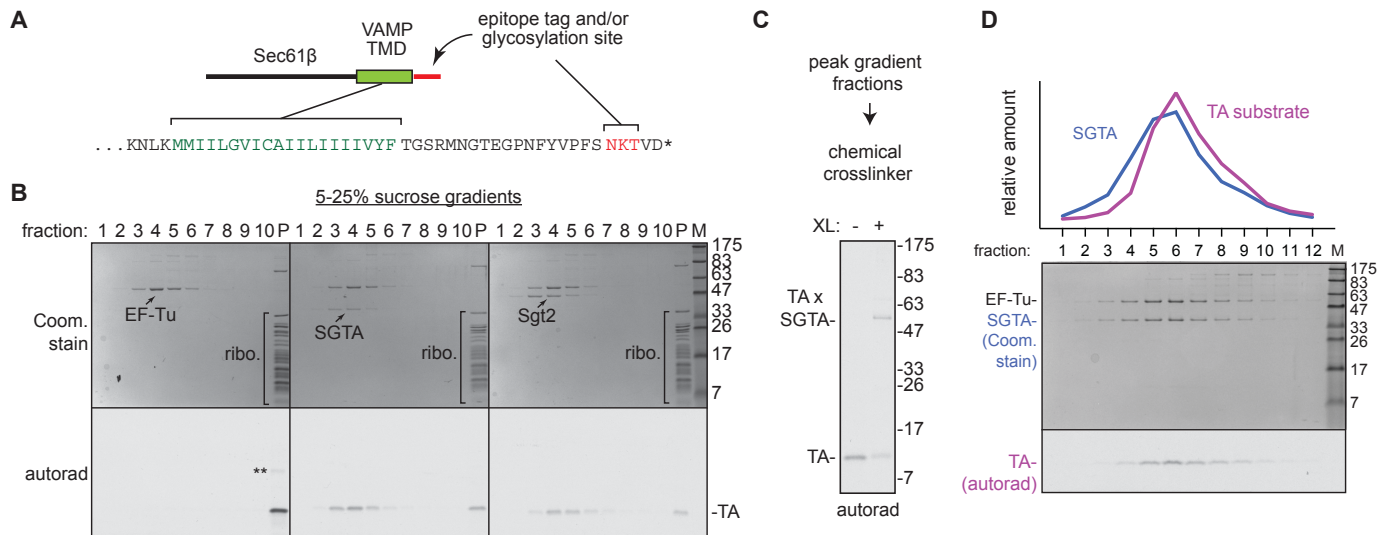 A
Sec61β
VAMP
TMD
epitope tag and/or
glycosylation site
...KNLKMMIILGVICAIILIIIIVYFTGSRMNGTEGPNFYVPFSNKTVD*
B
5-25% sucrose gradients
fraction: 1 2 3 4 5 6 7 8 9 10 P 1 2 3 4 5 6 7 8 9 10 P 1 2 3 4 5 6 7 8 9 10 P M
Coom.
stain
EF-Tu
ribo.
SGTA
ribo.
Sgt2
ribo.
175
83
63
47
33
26
17
7
autorad
**
-TA
C
peak gradient
fractions
chemical
crosslinker
XL: - +
TA x
SGTA-
TA-
-175
-83
-63
-47
-33
-26
-17
-7
autorad
D
relative amount
SGTA
TA substrate
fraction: 1 2 3 4 5 6 7 8 9 10 11 12 M
EF-Tu-
SGTA-
(Coom.
stain)
175
83
63
47
33
26
17
7
TA-
(autorad)